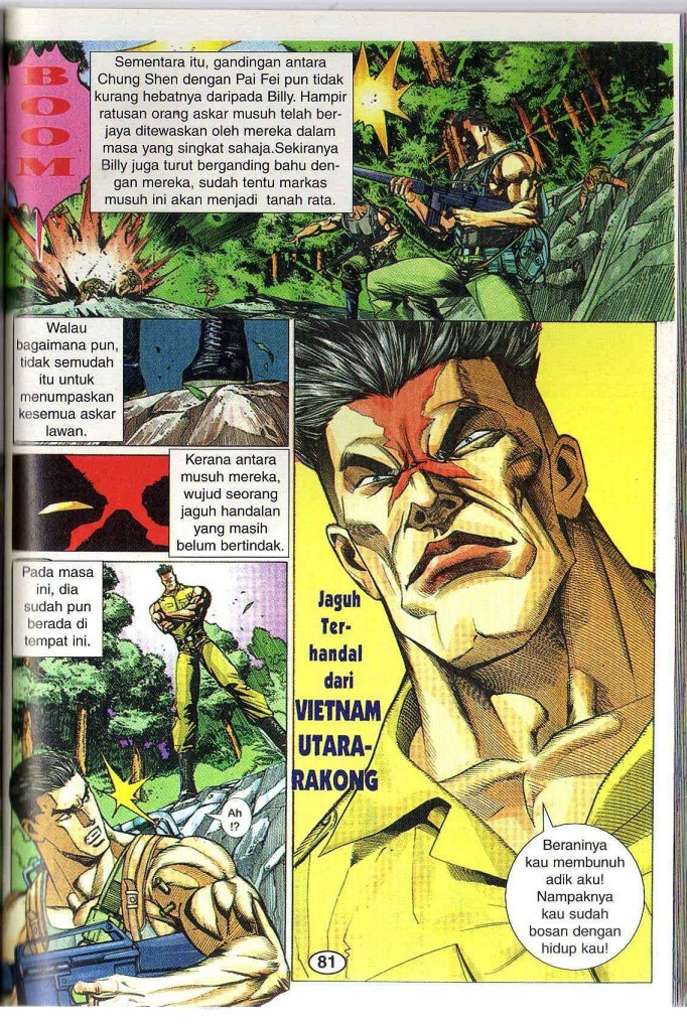 BOOM
Sementara itu, gandingan antara
Chung Shen dengan Pai Fei pun tidak
kurang hebatnya daripada Billy. Hampir
ratusan orang askar musuh telah ber-
jaya ditewaskan oleh mereka dalam
masa yang singkat sahaja.Sekiranya
Billy juga turut berganding bahu den-
gan mereka, sudah tentu markas
musuh ini akan menjadi tanah rata.
Walau
bagaimana pun,
tidak semudah
itu untuk
menumpaskan
kesemua askar
lawan.
Kerana antara
musuh mereka,
wujud seorang
jaguh handalan
yang masih
belum bertindak.
Pada masa
ini, dia
sudah pun
berada di
tempat ini.
Ah
!?
Jaguh
Ter-
handal
dari
VIETNAM
UTARA-
RAKONG
Beraninya
kau membunuh
adik aku!
Nampaknya
kau sudah
bosan dengan
hidup kau!
81